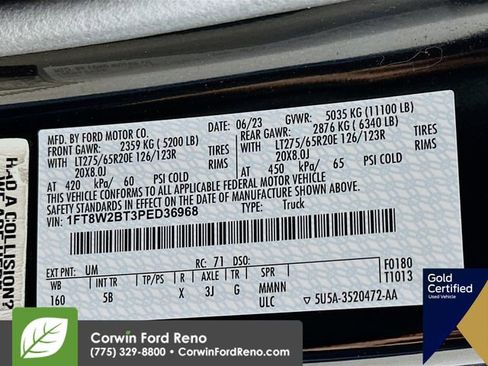 MFD. BY FORD MOTOR CO.
DATE: 06/23 GVWR: 5035 KG (11100 LB)
FRONT GAWR: 2359 KG ( 5200 LB)
REAR GAWR: 2876 KG ( 6340 LB)
WITH LT275/65R20E 126/123R TIRES
WITH LT275/65R20E 126/123R TIRES
20X8.0J RIMS
20X8.0J RIMS
AT 420 kPa/ 60 PSI COLD
AT 450 kPa/ 65 PSI COLD
THIS VEHICLE CONFORMS TO ALL APPLICABLE FEDERAL MOTOR VEHICLE
SAFETY STANDARDS IN EFFECT ON THE DATE OF MANUFACTURE SHOWN ABOVE.
VIN: 1FT8W2BT3PED36968
TYPE: Truck
F0180
T1013
EXT PNT: UM RC: 71 DSO:
WB INT TR TP/PS R AXLE TR SPR
160 5B X 3J G MMNN
ULC 5U5A-3520472-AA
HAD A COLLISION?
Gold
Certified
Used Vehicle
Corwin Ford Reno
(775) 329-8800 • CorwinFordReno.com